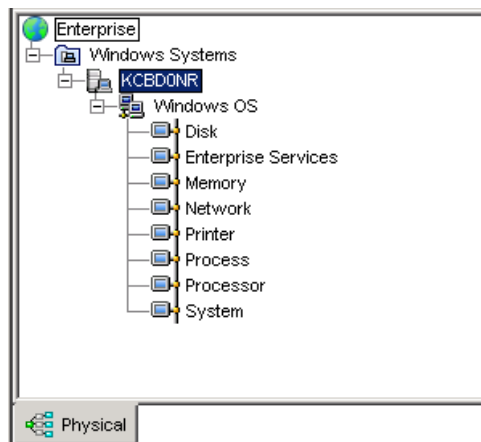 Enterprise
Windows Systems
KCBD0NR
Windows OS
Disk
Enterprise Services
Memory
Network
Printer
Process
Processor
System
Physical